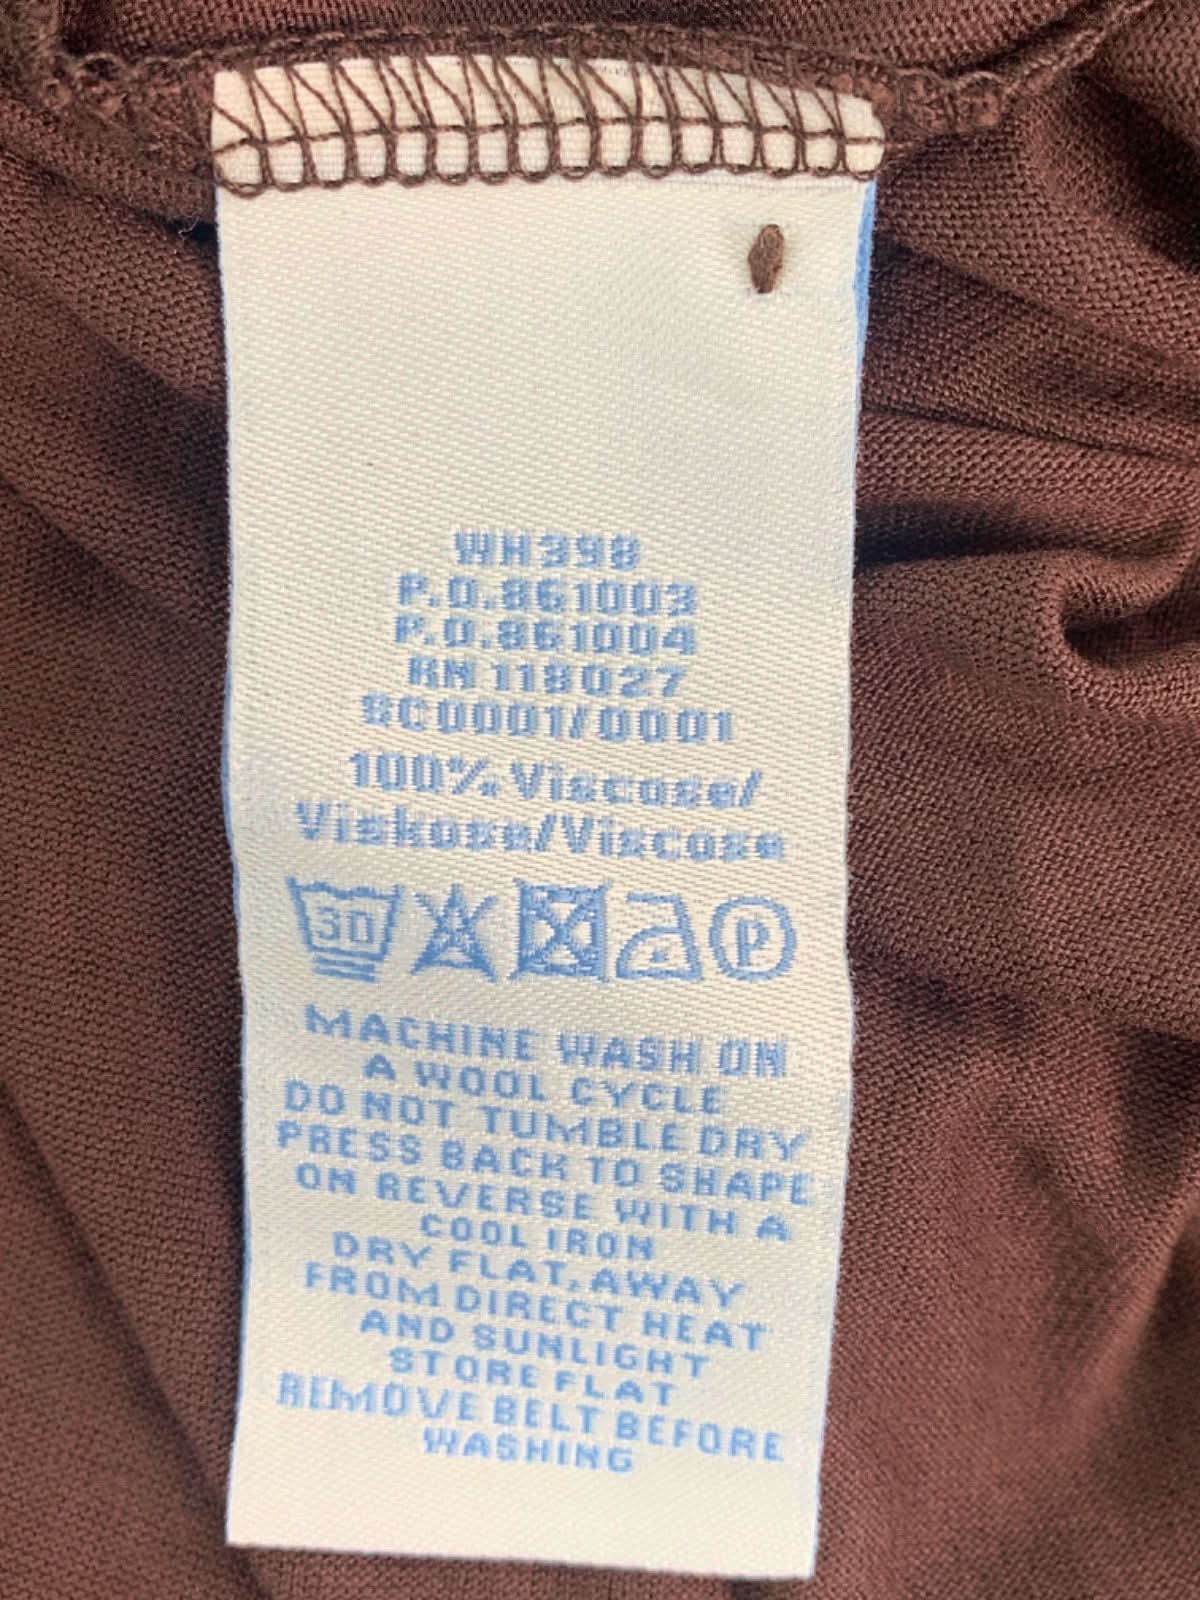 WH398
P.O.861003
P.O.861004
RN 118027
SC0001/0001
100% Viscose/
Viskose/Viscose
30
P
MACHINE WASH ON
A WOOL CYCLE
DO NOT TUMBLE DRY
PRESS BACK TO SHAPE
ON REVERSE WITH A
COOL IRON
DRY FLAT, AWAY
FROM DIRECT HEAT
AND SUNLIGHT
STORE FLAT
REMOVE BELT BEFORE
WASHING